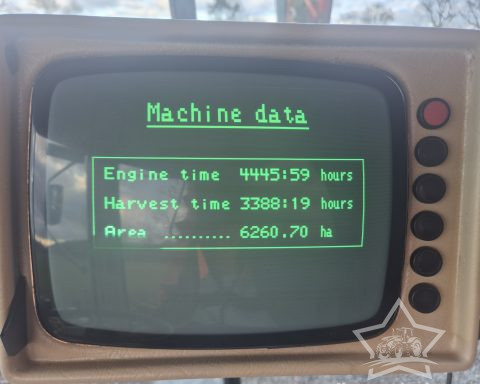 Machine data
Engine time 4445:59 hours
Harvest time 3388:19 hours
Area .......... 6260.70 ha